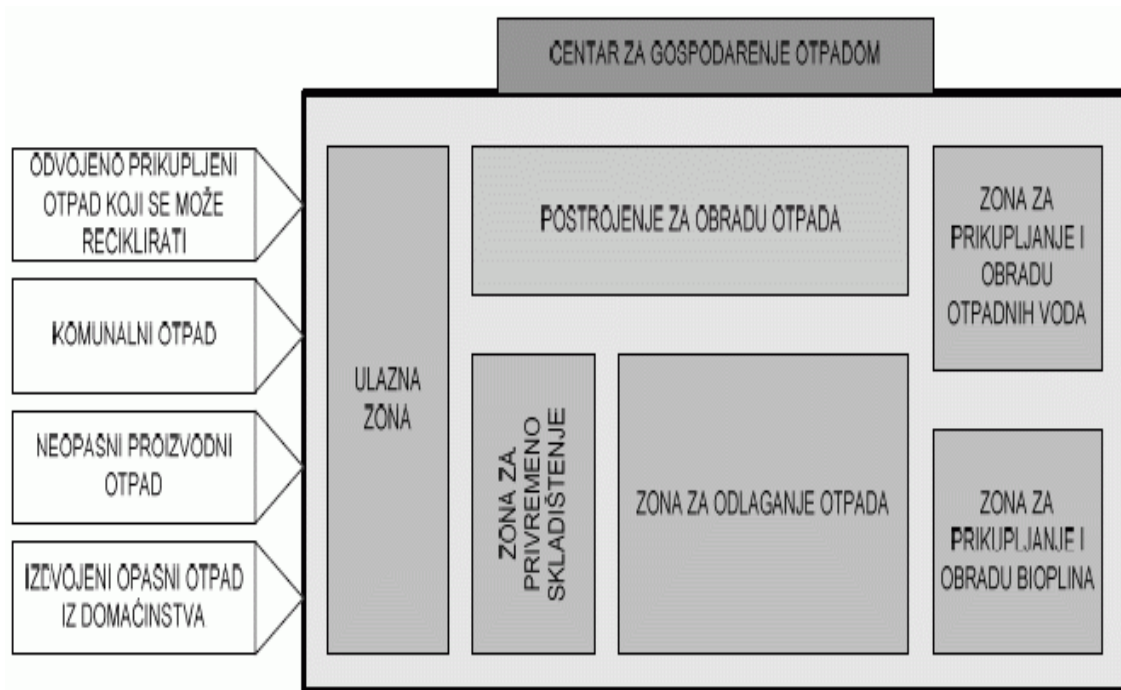 CENTAR ZA GOSPODARENJE OTPADOM
ODVOJENO PRIKUPLJENI
OTPAD KOJI SE MOŽE
RECIKLIRATI
KOMUNALNI OTPAD
NEOPASNI PROIZVODNI
OTPAD
IZDVOJENI OPASNI OTPAD
IZ DOMAĆINSTVA
ULAZNA
ZONA
POSTROJENJE ZA OBRADU OTPADA
ZONA ZA
PRIVREMENO
SKLADIŠTENJE
ZONA ZA ODLAGANJE OTPADA
ZONA ZA
PRIKUPLJANJE I
OBRADU
OTPADNIH VODA
ZONA ZA
PRIKUPLJANJE I
OBRADU BIOPLINA